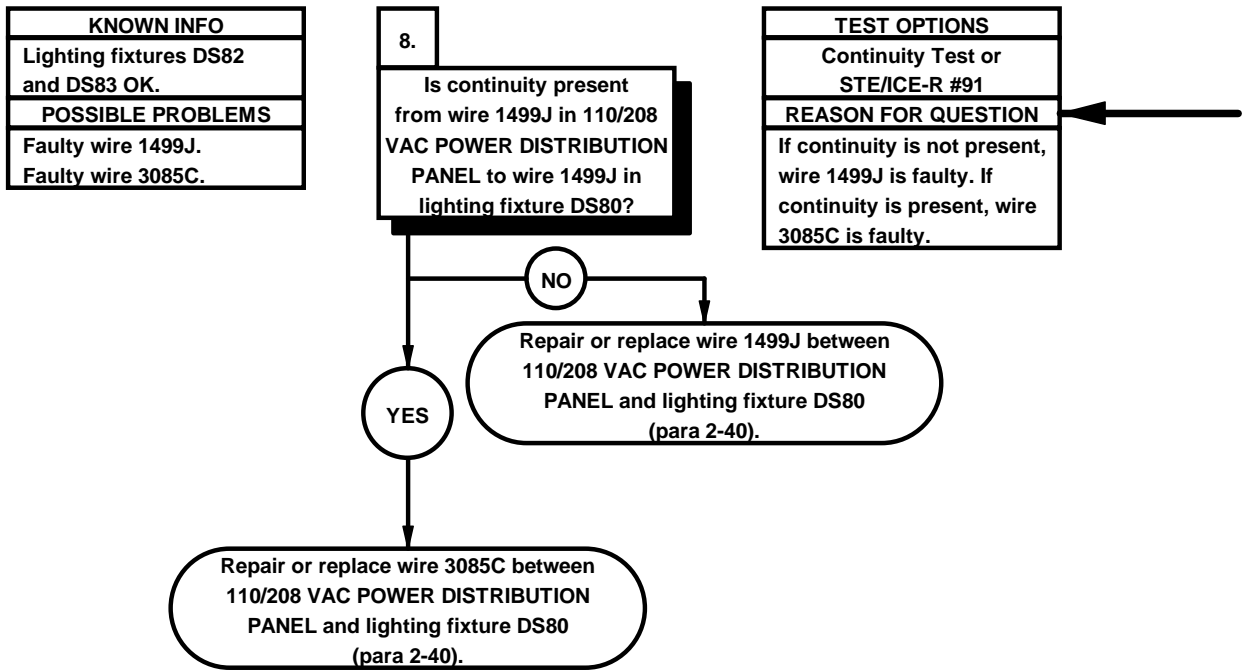 KNOWN INFO
Lighting fixtures DS82
and DS83 OK.
POSSIBLE PROBLEMS
Faulty wire 1499J.
Faulty wire 3085C.
8.
Is continuity present
from wire 1499J in 110/208
VAC POWER DISTRIBUTION
PANEL to wire 1499J in
lighting fixture DS80?
TEST OPTIONS
Continuity Test or
STE/ICE-R #91
REASON FOR QUESTION
If continuity is not present,
wire 1499J is faulty. If
continuity is present, wire
3085C is faulty.
NO
Repair or replace wire 1499J between
110/208 VAC POWER DISTRIBUTION
PANEL and lighting fixture DS80
(para 2-40).
YES
Repair or replace wire 3085C between
110/208 VAC POWER DISTRIBUTION
PANEL and lighting fixture DS80
(para 2-40).